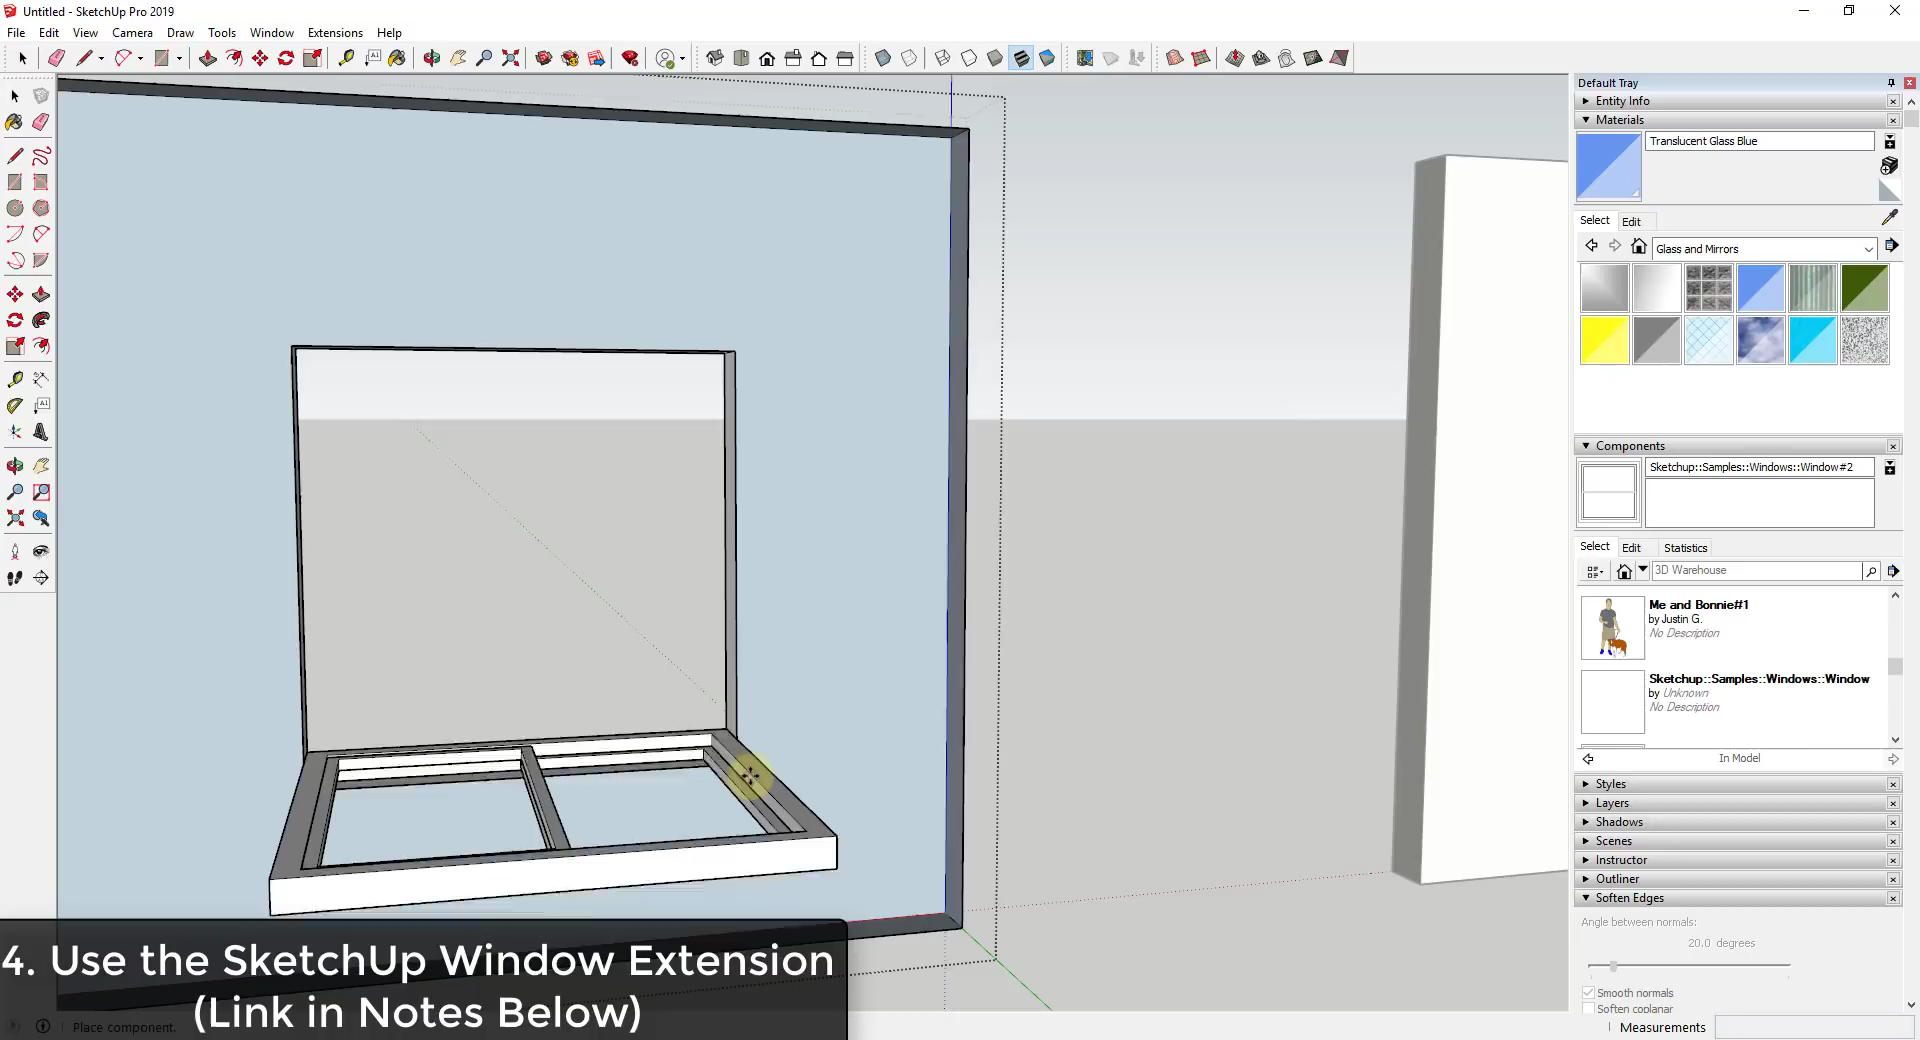 Untitled - SketchUp Pro 2019
File Edit View Camera Draw Tools Window Extensions Help
Default Tray
Entity Info
Materials
Translucent Glass Blue
Select Edit
Glass and Mirrors
Components
Sketchup::Samples::Windows::Window#2
Select Edit Statistics
3D Warehouse
Me and Bonnie#1
by Justin G.
No Description
Sketchup::Samples::Windows::Window
by Unknown
No Description
In Model
Styles
Layers
Shadows
Scenes
Instructor
Outliner
Soften Edges
Angle between normals:
20.0 degrees
Smooth normals
Soften coplanar
4. Use the SketchUp Window Extension
(Link in Notes Below)
Place component.
Measurements